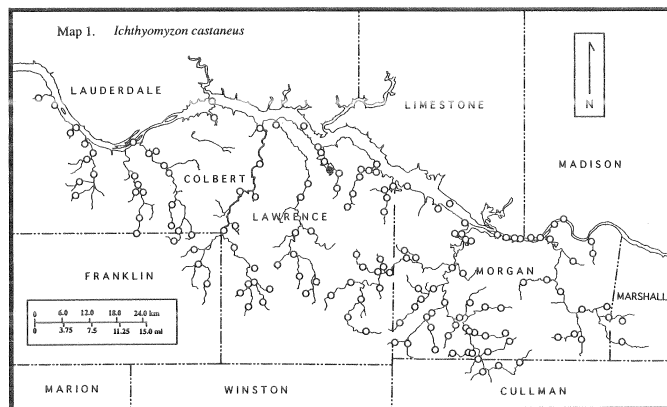 Map 1. Ichthyomyzon castaneus
LAUDERDALE
LIMESTONE
N
MADISON
COLBERT
LAWRENCE
FRANKLIN
MORGAN
MARSHALL
0 6.0 12.0 18.0 24.0 km
0 3.75 7.5 11.25 15.0 mi
MARION
WINSTON
CULLMAN